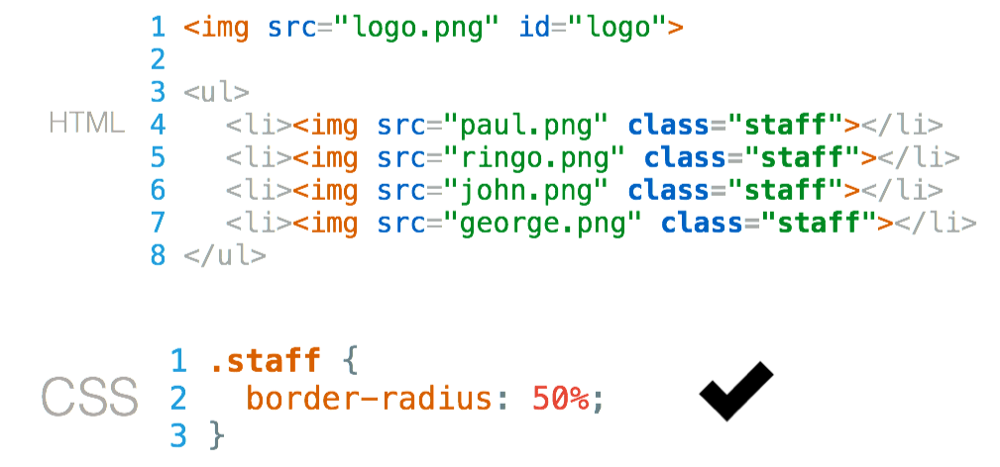 1 <img src="logo.png" id="logo">
2
3 <ul>
HTML 4   <li><img src="paul.png" class="staff"></li>
5   <li><img src="ringo.png" class="staff"></li>
6   <li><img src="john.png" class="staff"></li>
7   <li><img src="george.png" class="staff"></li>
8 </ul>
1 .staff {
CSS 2   border-radius: 50%;
3 }